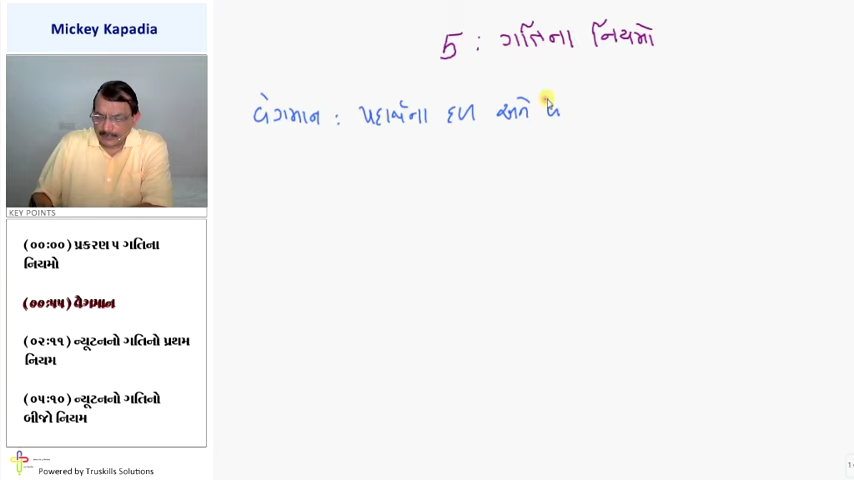 Mickey Kapadia
5 : ગતિના નિયમો
વેગમાન : પદાર્થના દળ અને વે
KEY POINTS
(૦૦:૦૦) પ્રકરણ ૫ ગતિના
નિયમો
(૦૦:૫૫) વેગમાન
(૦૨:૧૧) ન્યૂટનનો ગતિનો પ્રથમ
નિયમ
(૦૫:૧૦) ન્યૂટનનો ગતિનો
બીજો નિયમ
Powered by Truskills Solutions